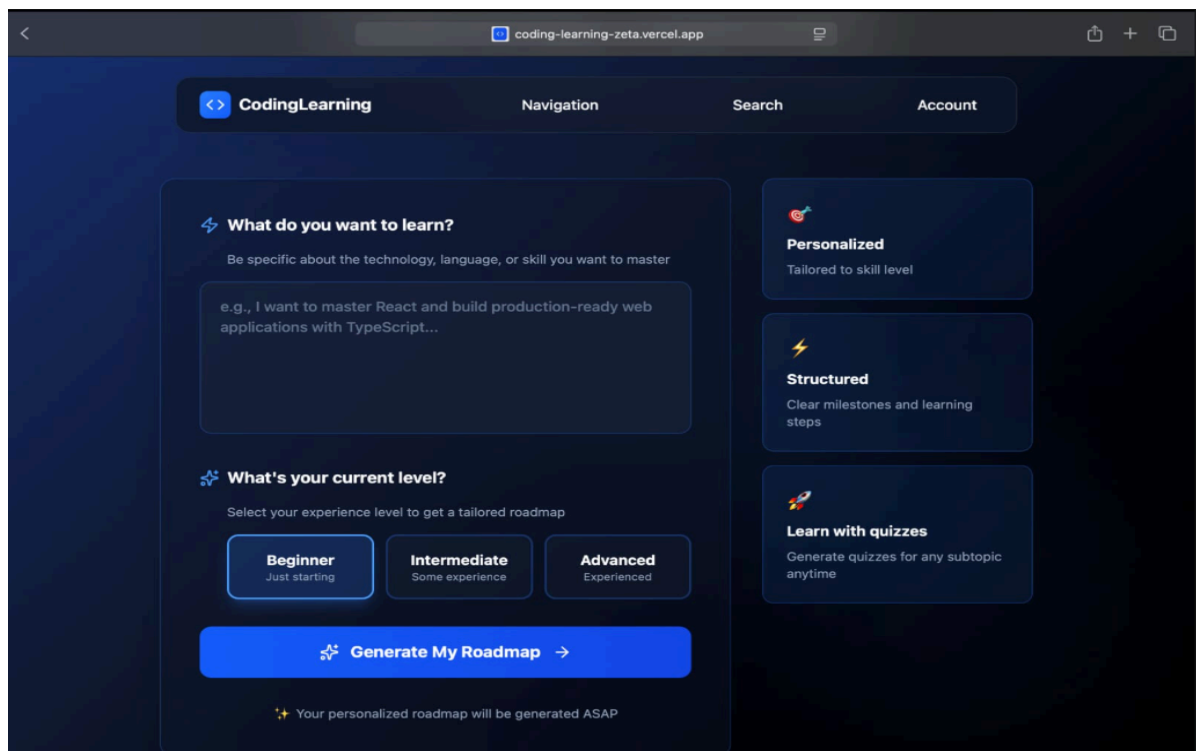 coding-learning-zeta.vercel.app
CodingLearning
Navigation
Search
Account
What do you want to learn?
Be specific about the technology, language, or skill you want to master
e.g., I want to master React and build production-ready web
applications with TypeScript...
What's your current level?
Select your experience level to get a tailored roadmap
Beginner
Just starting
Intermediate
Some experience
Advanced
Experienced
Generate My Roadmap →
Your personalized roadmap will be generated ASAP
Personalized
Tailored to skill level
Structured
Clear milestones and learning
steps
Learn with quizzes
Generate quizzes for any subtopic
anytime